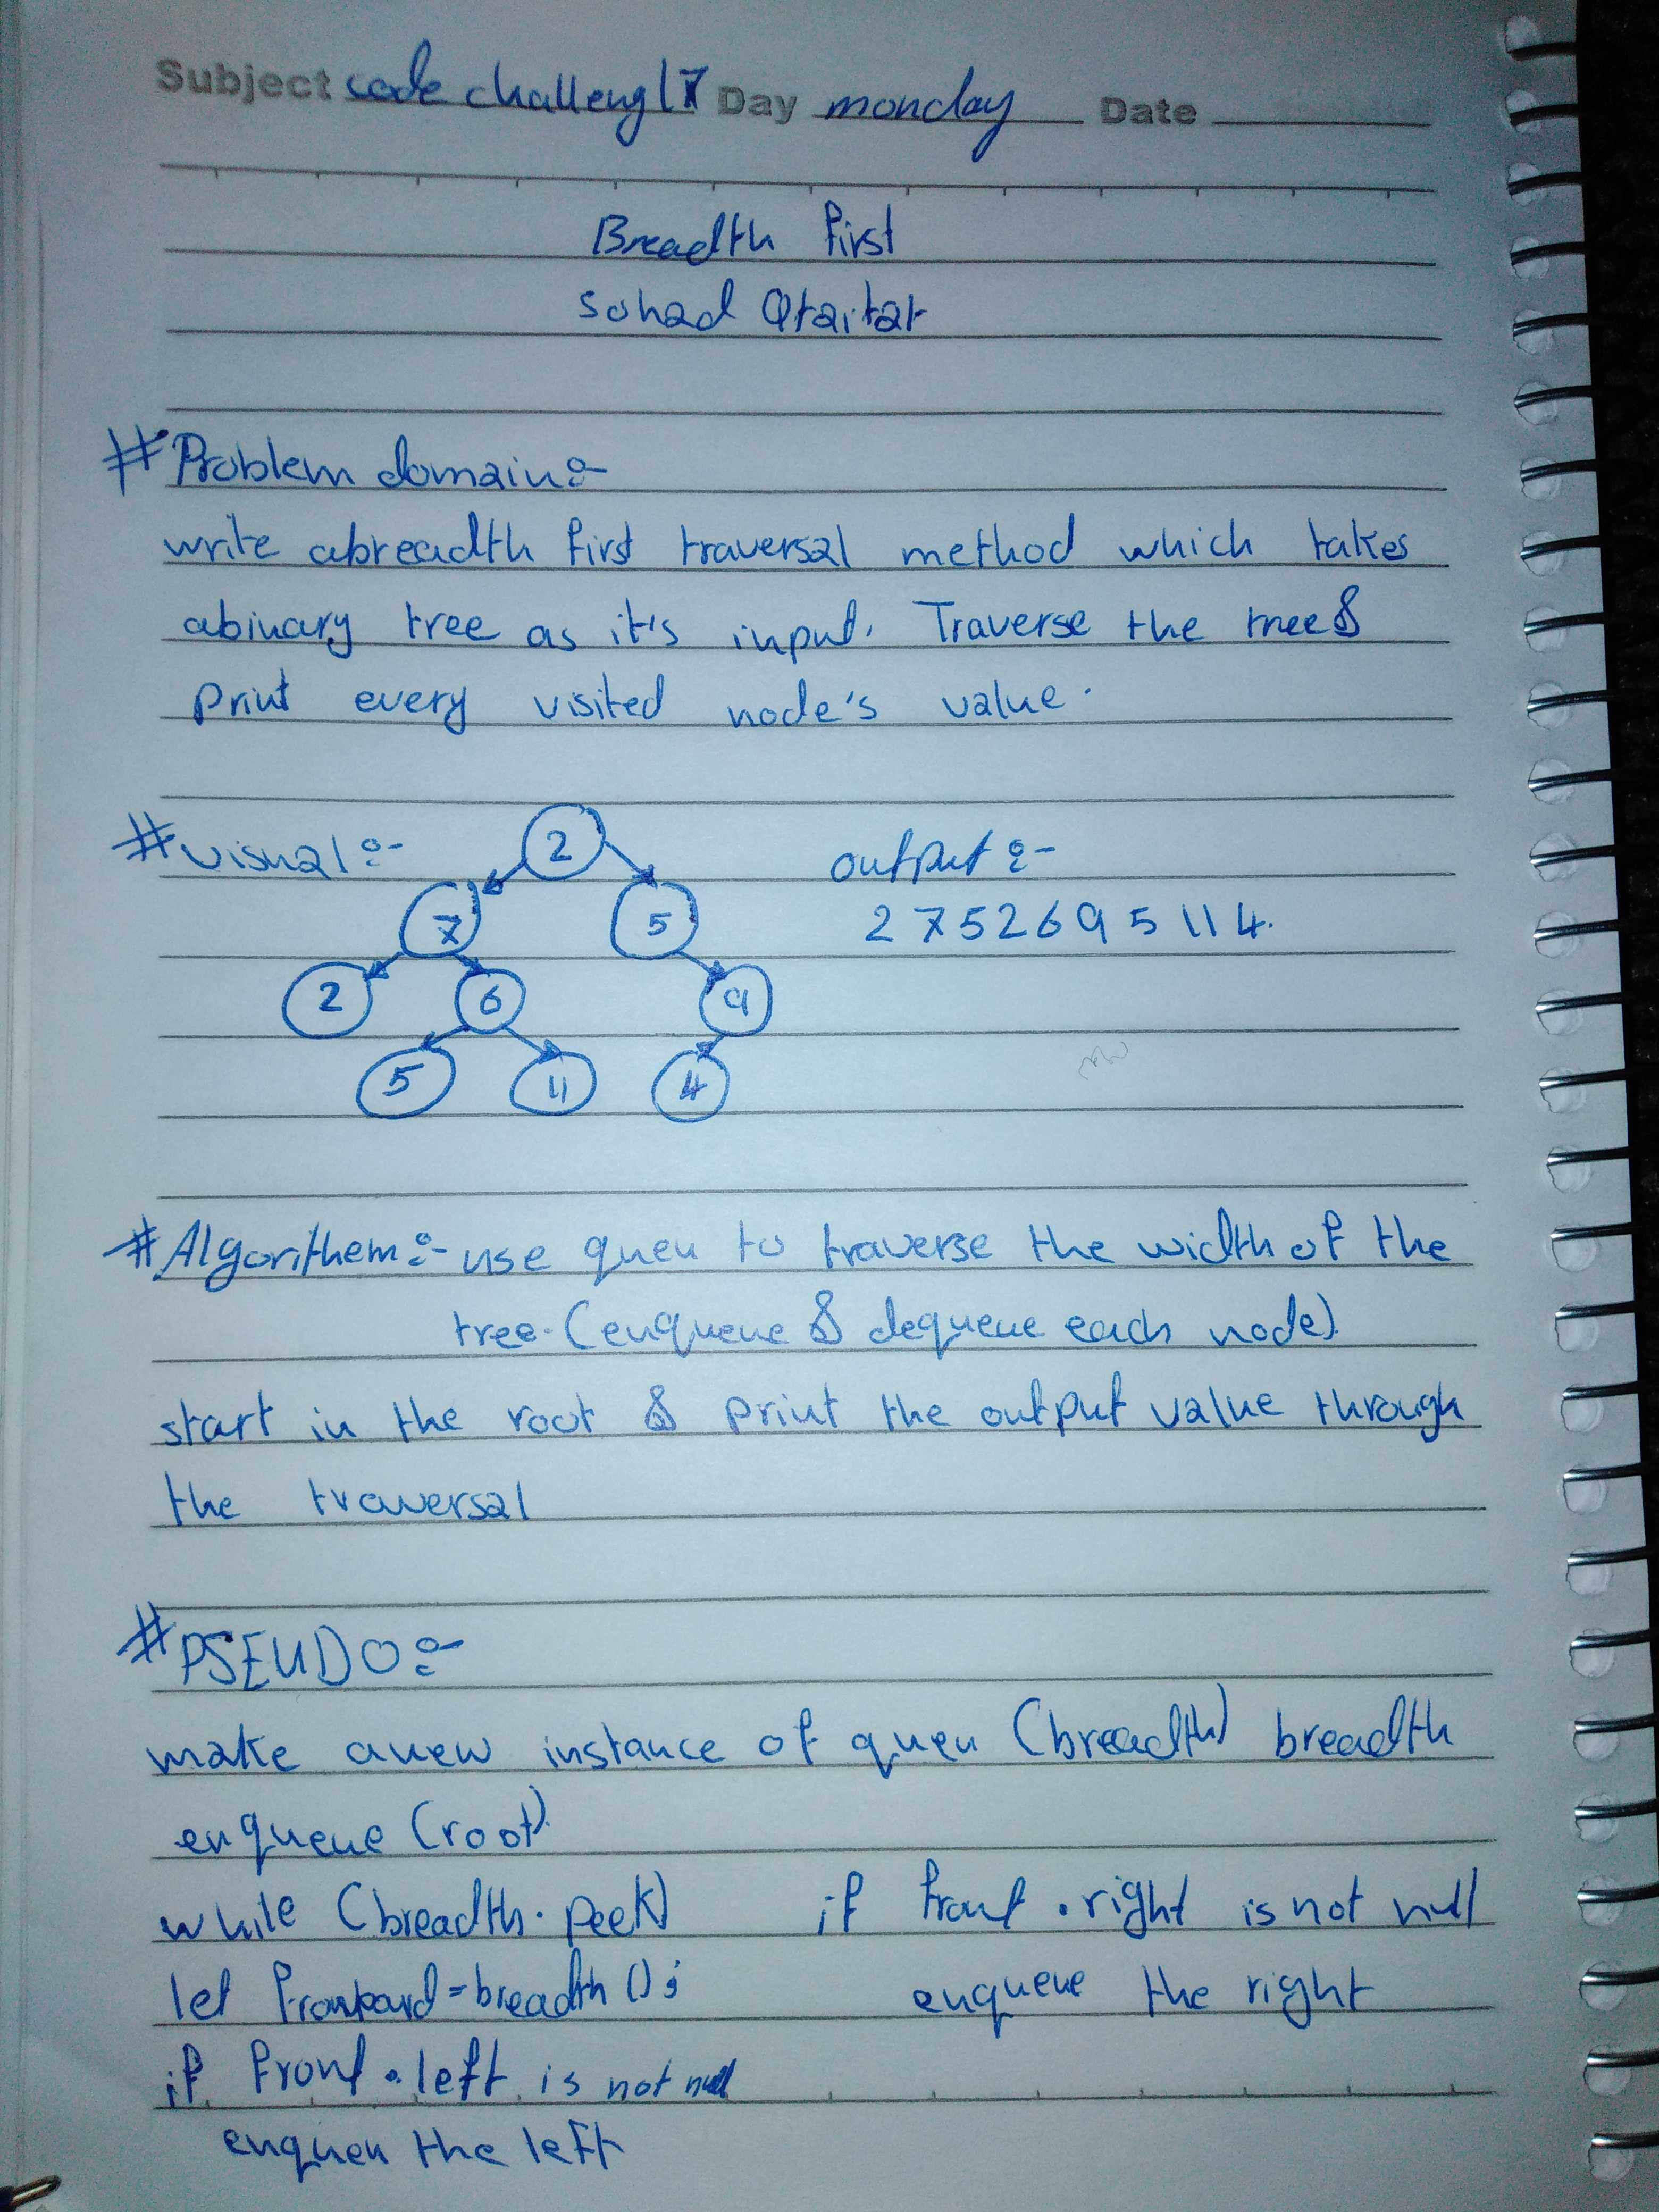 Subject code challeng 17 Day monday Date
Breadth first
Sohad Qtaitat
#Problem domain:-
write abreadth first traversal method which takes
abinary tree as it's input. Traverse the tree &
Print every visited node's value.
#visual:-
2
7 5
2 6 9
5 11 4
output:-
2 7 5 2 6 9 5 11 4.
#Algorithem:- use queu to traverse the width of the
tree. (enqueue & dequeue each node)
start in the root & print the output value through
the traversal
#PSEUDO:-
make anew instance of queu (breadth) breadth
enqueue (root)
while (breadth.peek)
let = breadth();
if front.left is not null
enqueu the left
if front.right is not null
enqueue the right